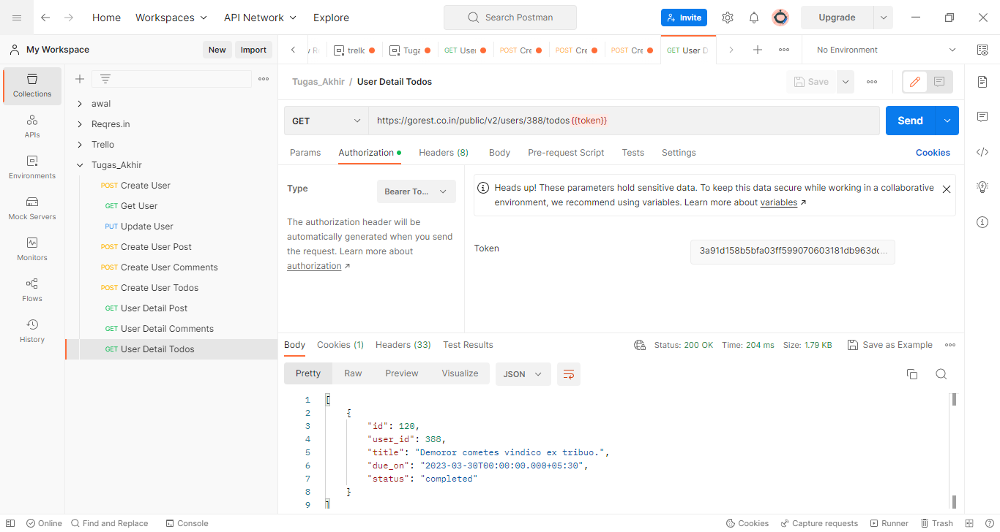 Home Workspaces API Network Explore Search Postman Invite Upgrade
My Workspace New Import trello Tuga GET User POST Cre POST Cre POST Cre GET User D No Environment
Collections
APIs
Environments
Mock Servers
Monitors
Flows
History
awal
Reqres.in
Trello
Tugas_Akhir
POST Create User
GET Get User
PUT Update User
POST Create User Post
POST Create User Comments
POST Create User Todos
GET User Detail Post
GET User Detail Comments
GET User Detail Todos
Tugas_Akhir / User Detail Todos Save
GET https://gorest.co.in/public/v2/users/388/todos{{token}} Send
Params Authorization Headers (8) Body Pre-request Script Tests Settings Cookies
Type Bearer To...
The authorization header will be
automatically generated when you send
the request. Learn more about
authorization ↗
Heads up! These parameters hold sensitive data. To keep this data secure while working in a collaborative
environment, we recommend using variables. Learn more about variables ↗
Token 3a91d158b5bfa03ff599070603181db963dc...
Body Cookies (1) Headers (33) Test Results Status: 200 OK Time: 204 ms Size: 1.79 KB Save as Example
Pretty Raw Preview Visualize JSON
1 [
2 {
3 "id": 120,
4 "user_id": 388,
5 "title": "Demoror cometes vindico ex tribuo.",
6 "due_on": "2023-03-30T00:00:00.000+05:30",
7 "status": "completed"
8 }
9 ]
Online Find and Replace Console Cookies Capture requests Runner Trash